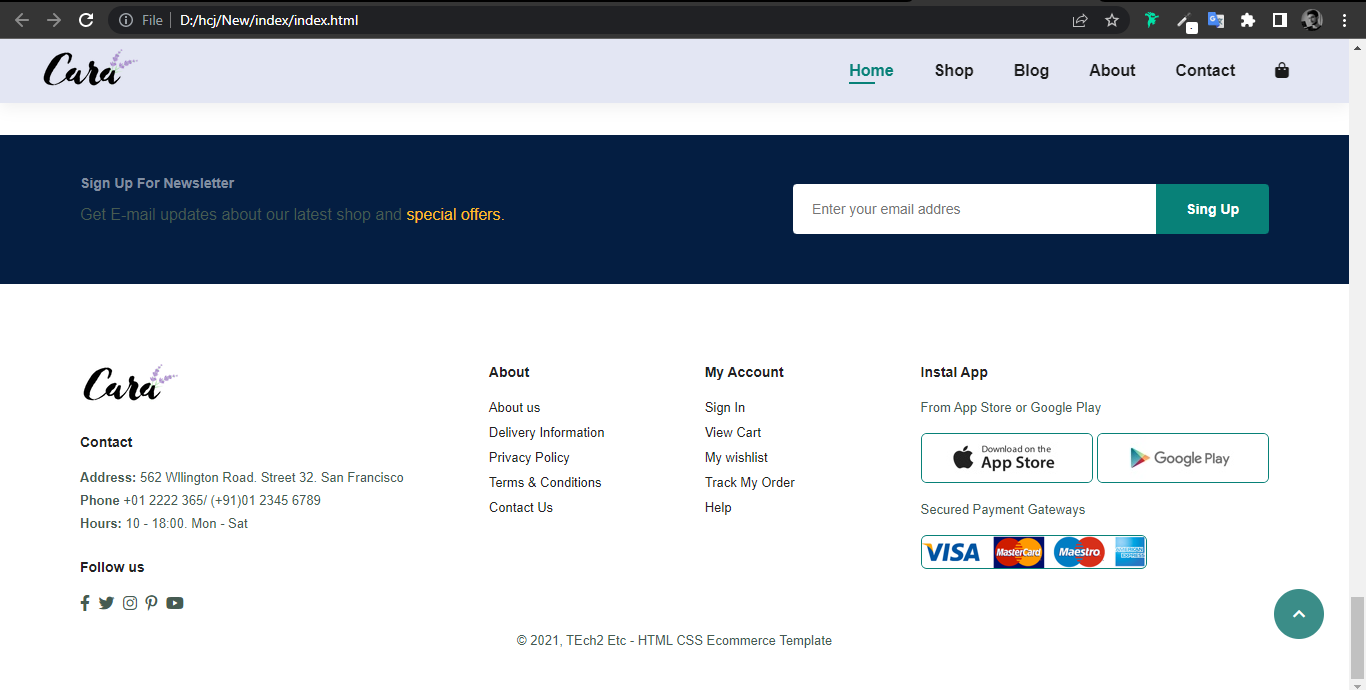 File
D:/hcj/New/index/index.html
Cara
Home
Shop
Blog
About
Contact
Sign Up For Newsletter
Get E-mail updates about our latest shop and special offers.
Enter your email addres
Sing Up
Cara
Contact
Address: 562 WIlington Road. Street 32. San Francisco
Phone +01 2222 365/ (+91)01 2345 6789
Hours: 10 - 18:00. Mon - Sat
Follow us
About
About us
Delivery Information
Privacy Policy
Terms & Conditions
Contact Us
My Account
Sign In
View Cart
My wishlist
Track My Order
Help
Instal App
From App Store or Google Play
Download on the
App Store
Google Play
Secured Payment Gateways
VISA
MasterCard
Maestro
AMERICAN
EXPRESS
© 2021, TEch2 Etc - HTML CSS Ecommerce Template